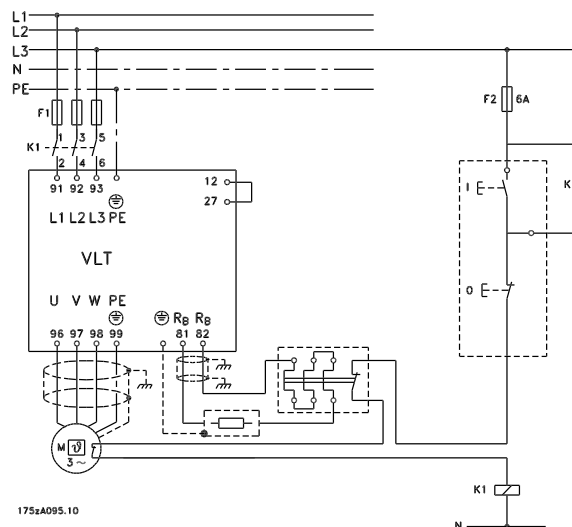 L1
L2
L3
N
PE
F1
F2 6A
K1 1 3 5
2 4 6
91 92 93
12
27
L1 L2 L3 PE
VLT
U V W PE RB RB
96 97 98 99 81 82
I
K
0
M ϑ
3 ~
K1
175zA095.10
N